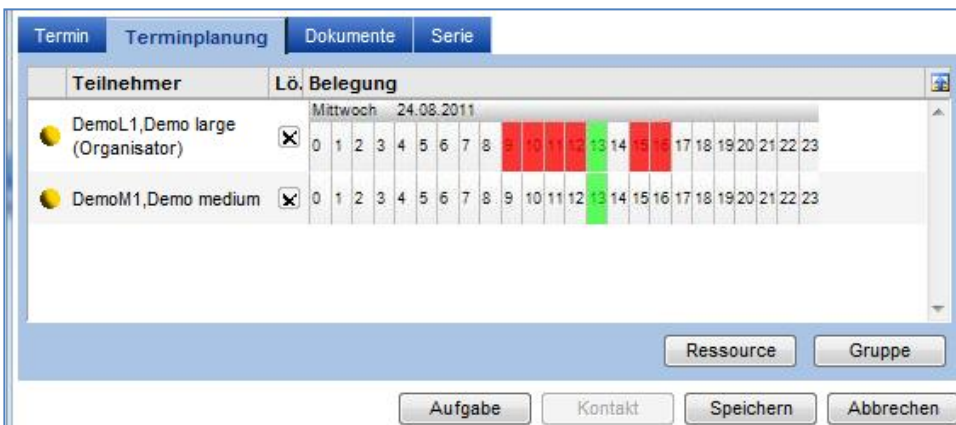 Termin Terminplanung Dokumente Serie
Teilnehmer Lö. Belegung
Mittwoch 24.08.2011
DemoL1,Demo large
(Organisator)
0 1 2 3 4 5 6 7 8 9 10 11 12 13 14 15 16 17 18 19 20 21 22 23
DemoM1,Demo medium 0 1 2 3 4 5 6 7 8 9 10 11 12 13 14 15 16 17 18 19 20 21 22 23
Ressource Gruppe
Aufgabe Kontakt Speichern Abbrechen